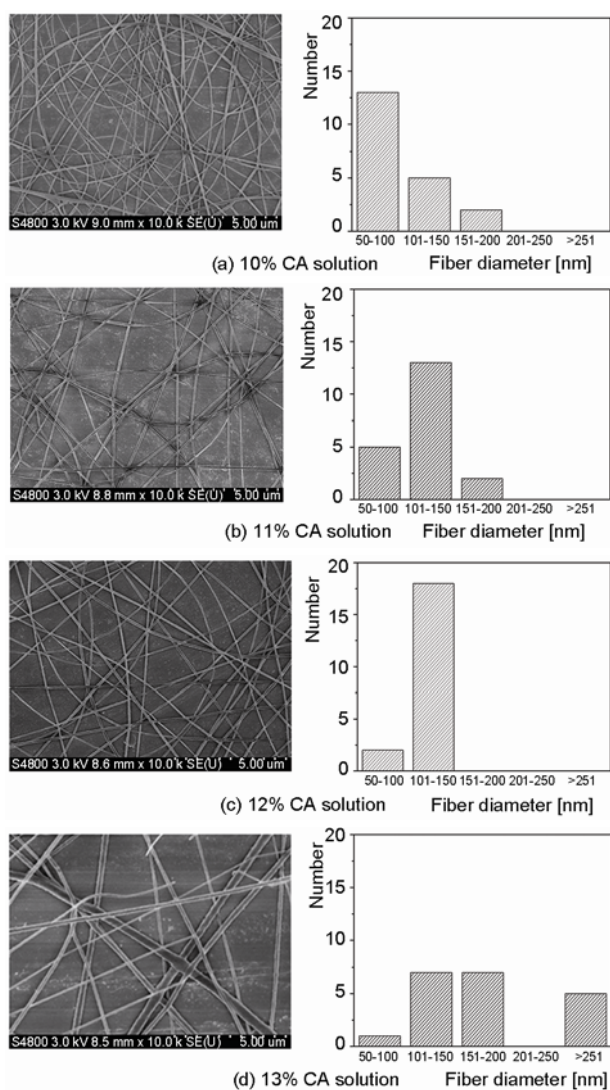 20
15
10
5
0
Number
50-100 101-150 151-200 201-250 >251
S4800 3.0 kV 9.0 mm x 10.0 k SE(U) 5.00 um
(a) 10% CA solution Fiber diameter [nm]
20
15
10
5
0
Number
50-100 101-150 151-200 201-250 >251
S4800 3.0 kV 8.8 mm x 10.0 k SE(U) 5.00 um
(b) 11% CA solution Fiber diameter [nm]
20
15
10
5
0
Number
50-100 101-150 151-200 201-250 >251
S4800 3.0 kV 8.6 mm x 10.0 k SE(U) 5.00 um
(c) 12% CA solution Fiber diameter [nm]
20
15
10
5
0
Number
50-100 101-150 151-200 201-250 >251
S4800 3.0 kV 8.5 mm x 10.0 k SE(U) 5.00 um
(d) 13% CA solution Fiber diameter [nm]